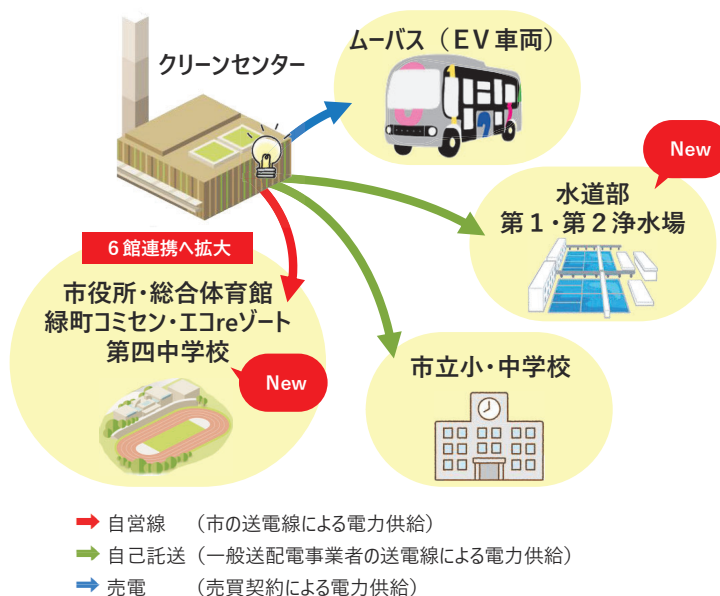 クリーンセンター
ムーバス（EV車両）
New
水道部
第１・第２浄水場
６館連携へ拡大
市役所・総合体育館
緑町コミセン・エコreゾート
第四中学校
New
市立小・中学校
自営線　（市の送電線による電力供給）
自己託送（一般送配電事業者の送電線による電力供給）
売電　（売買契約による電力供給）